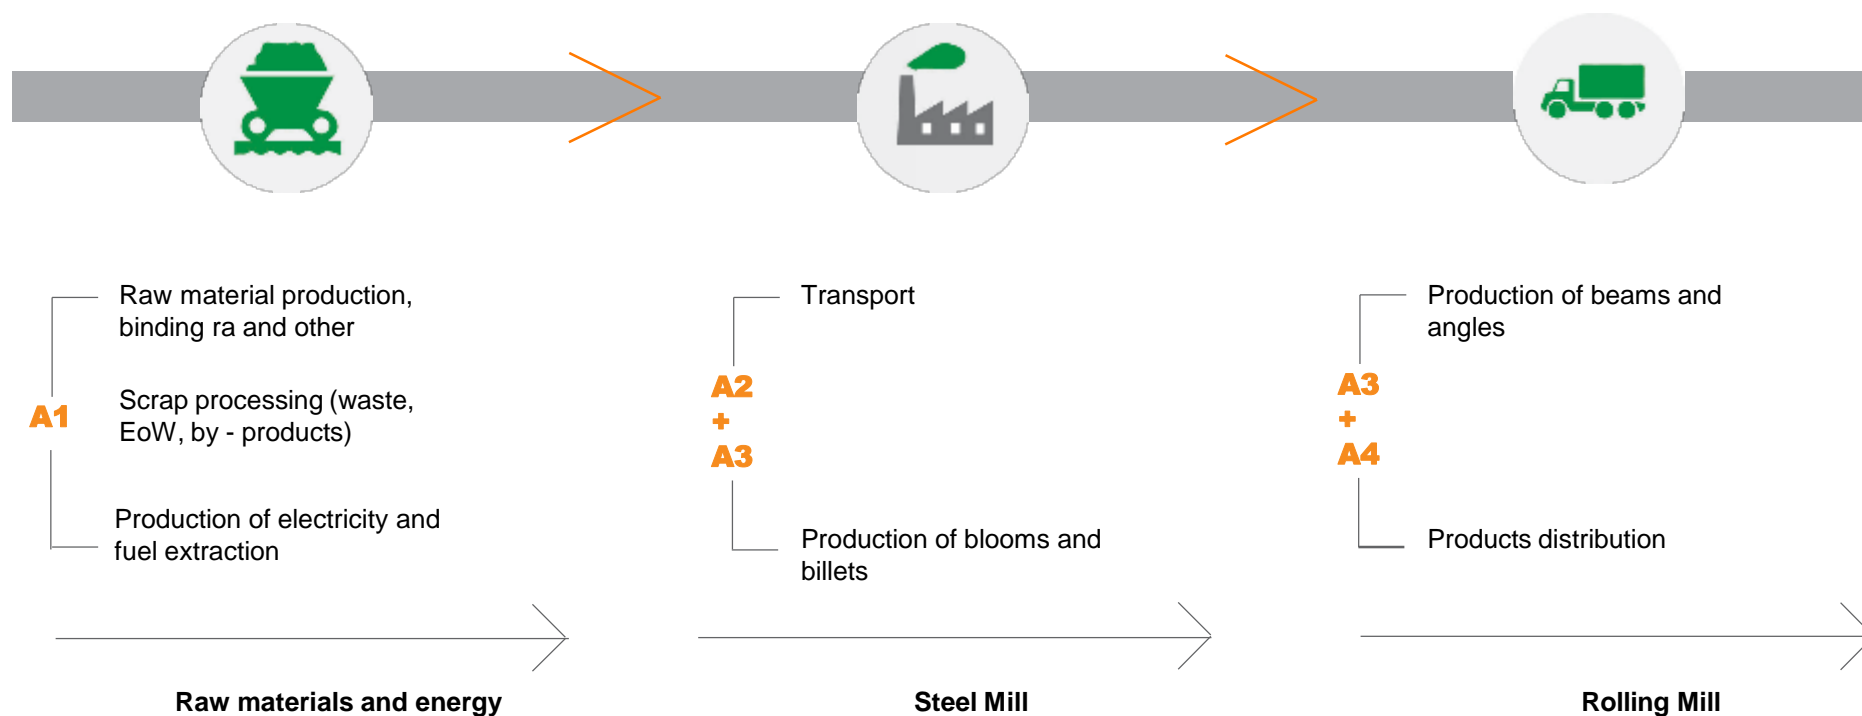 Raw material production,
binding ra and other
A1
Scrap processing (waste,
EoW, by - products)
Production of electricity and
fuel extraction
Raw materials and energy
Transport
A2
+
A3
Production of blooms and
billets
Steel Mill
Production of beams and
angles
A3
+
A4
Products distribution
Rolling Mill